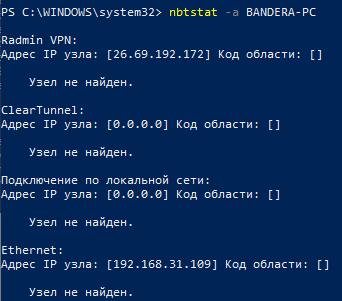 PS C:\WINDOWS\system32> nbtstat -a BANDERA-PC
Radmin VPN:
Адрес IP узла: [26.69.192.172] Код области: []
Узел не найден.
ClearTunnel:
Адрес IP узла: [0.0.0.0] Код области: []
Узел не найден.
Подключение по локальной сети:
Адрес IP узла: [0.0.0.0] Код области: []
Узел не найден.
Ethernet:
Адрес IP узла: [192.168.31.109] Код области: []
Узел не найден.